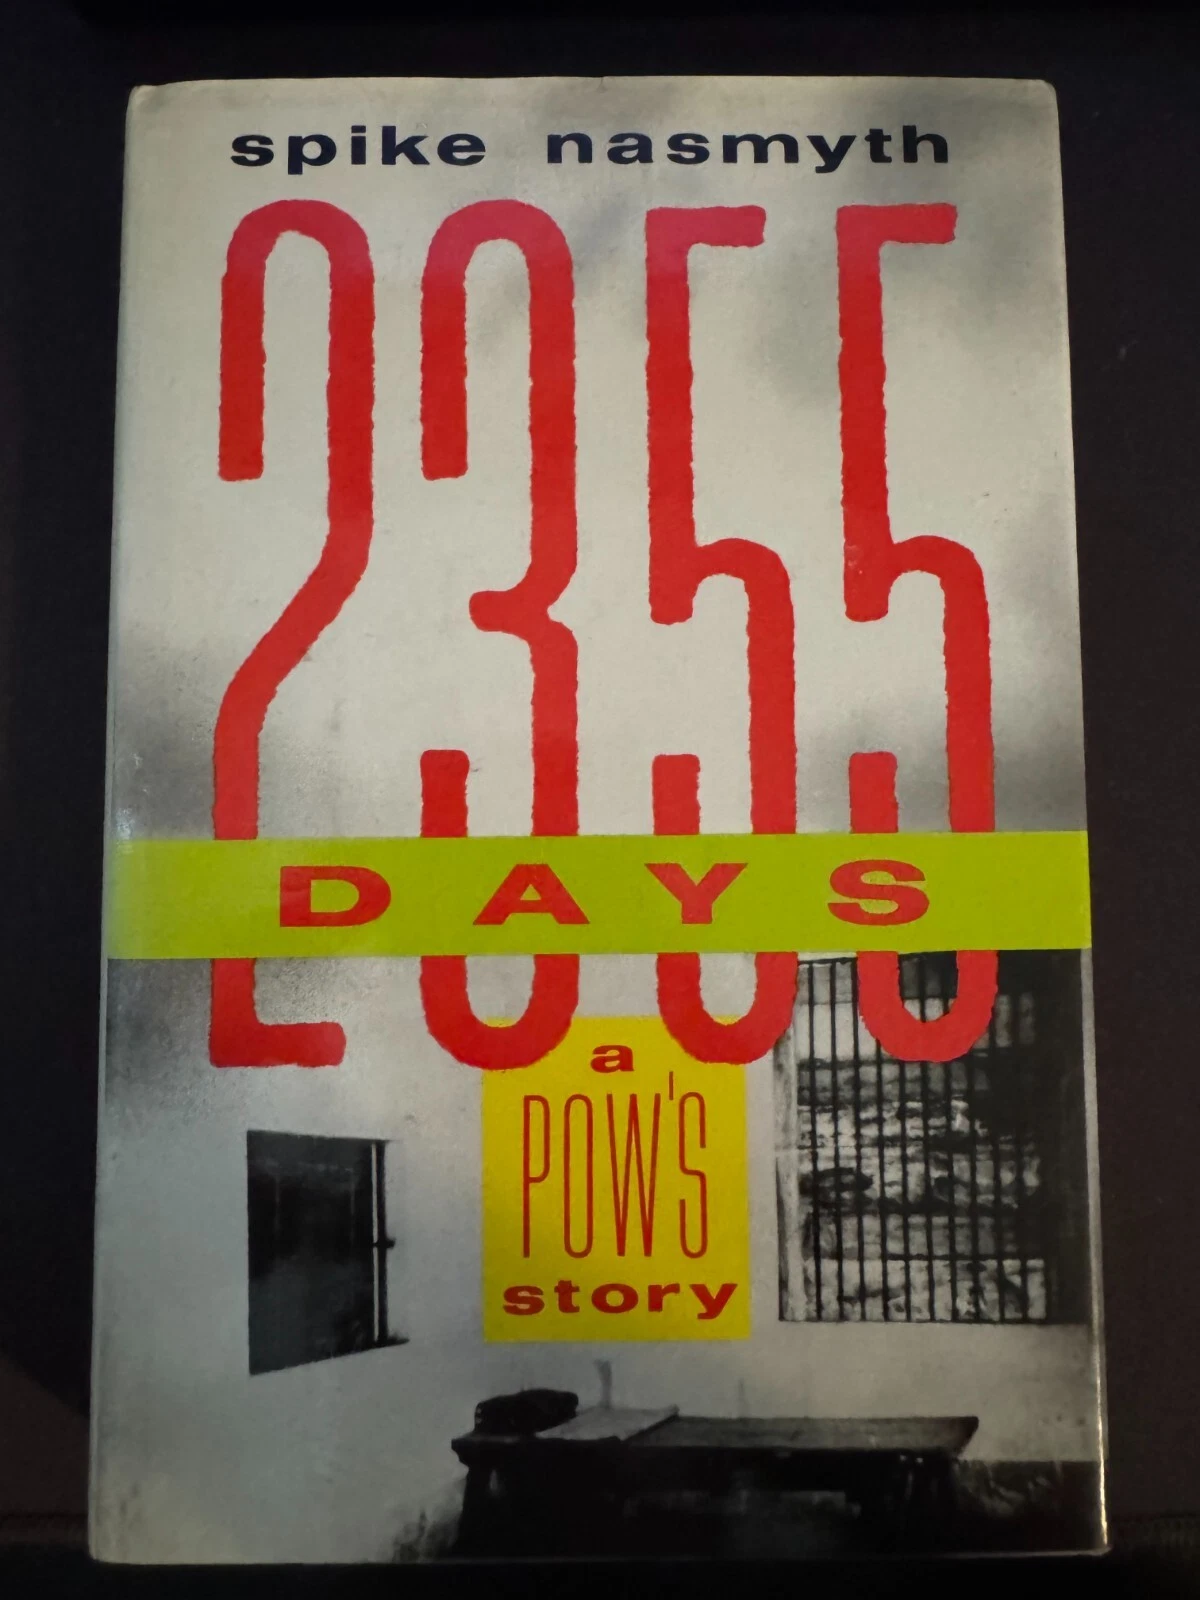 spike nasmyth
2355
DAYS
a
POW'S
story